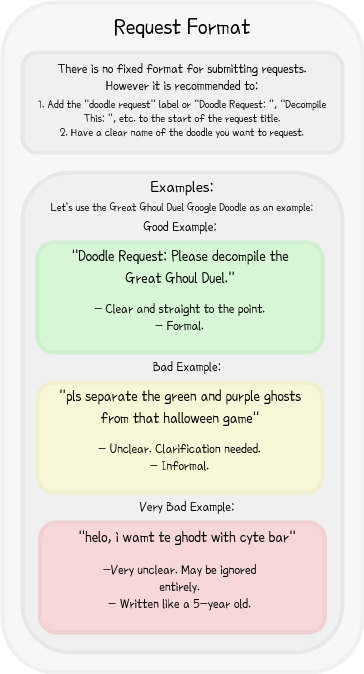 Request Format
There is no fixed format for submitting requests.
However it is recommended to:
1. Add the "doodle request" label or "Doodle Request: ", "Decompile
This: ", etc. to the start of the request title.
2. Have a clear name of the doodle you want to request.
Examples:
Let's use the Great Ghoul Duel Google Doodle as an example:
Good Example:
"Doodle Request: Please decompile the
Great Ghoul Duel."
— Clear and straight to the point.
— Formal.
Bad Example:
"pls separate the green and purple ghosts
from that halloween game"
— Unclear. Clarification needed.
— Informal.
Very Bad Example:
"helo, i wamt te ghodt with cyte bar"
—Very unclear. May be ignored
entirely.
— Written like a 5—year old.